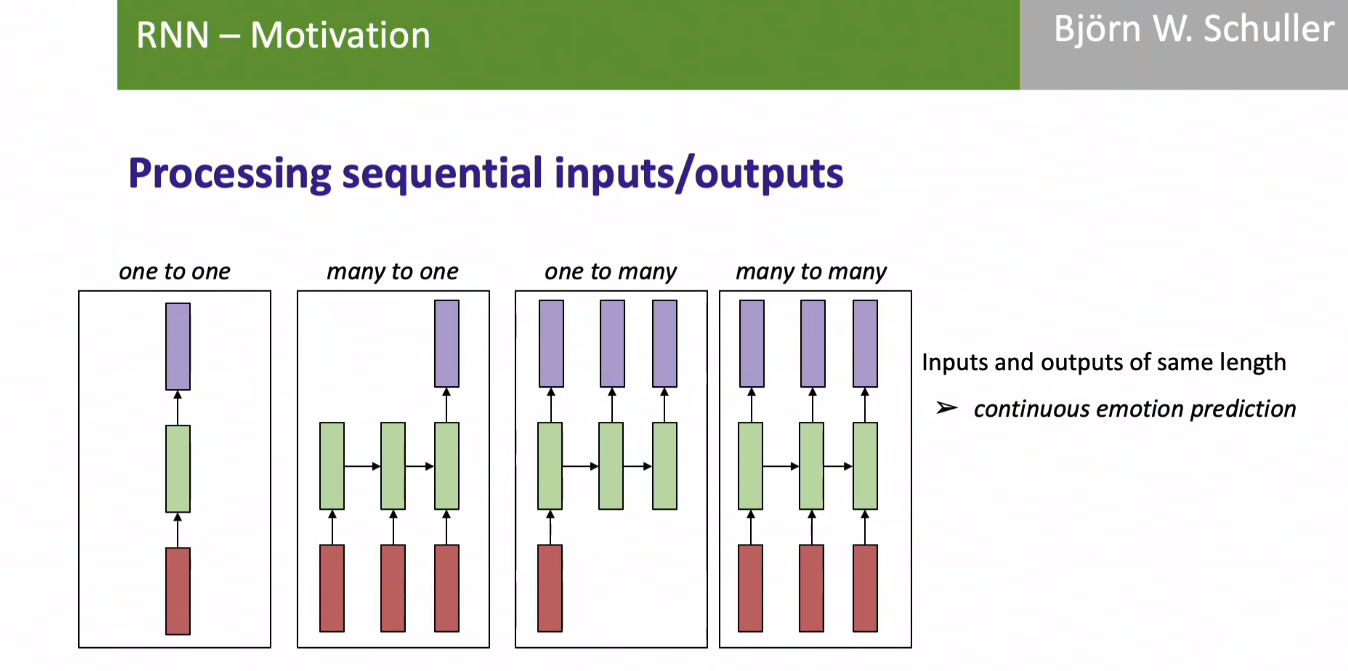 RNN – Motivation
Björn W. Schuller
Processing sequential inputs/outputs
one to one
many to one
one to many
many to many
Inputs and outputs of same length
➢ continuous emotion prediction